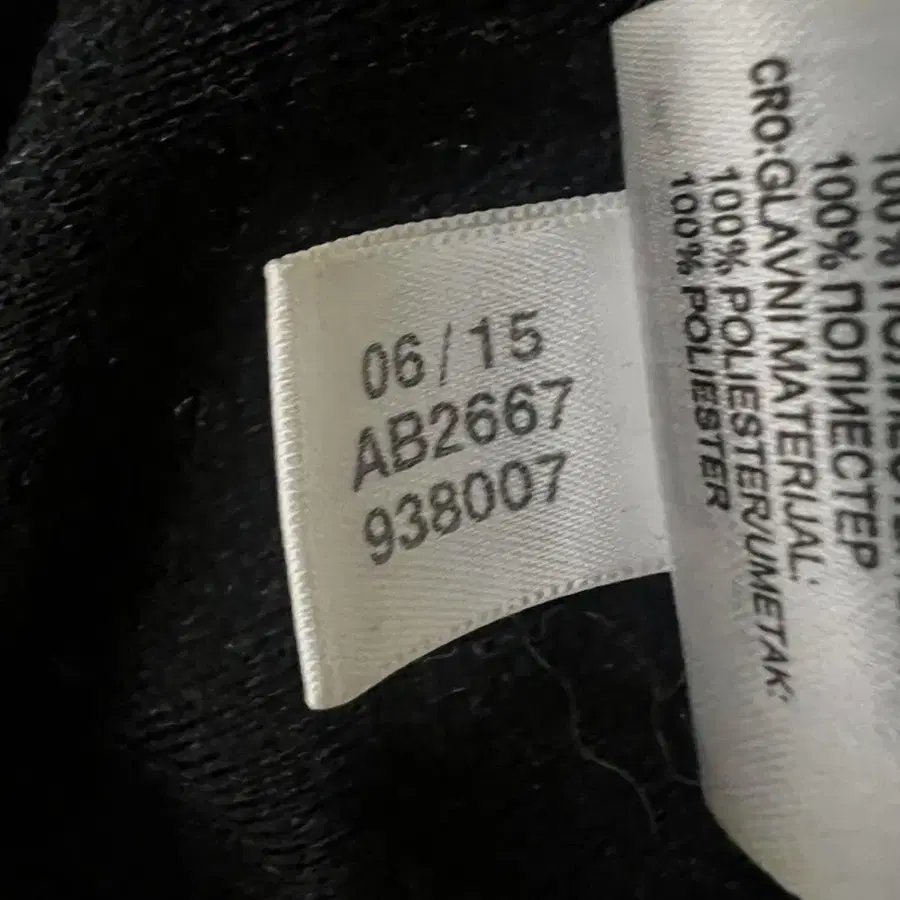 06/15
AB2667
938007
100% ПОЛИЕСТЕР
CRO:GLAVNI MATERIJAL:
100% POLIESTER/UMETAK:
100% POLIESTER